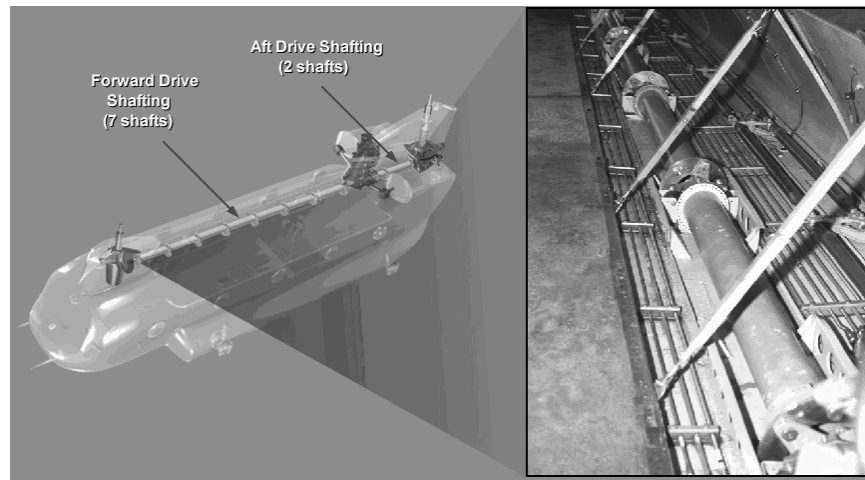 Forward Drive
Shafting
(7 shafts)
Aft Drive Shafting
(2 shafts)